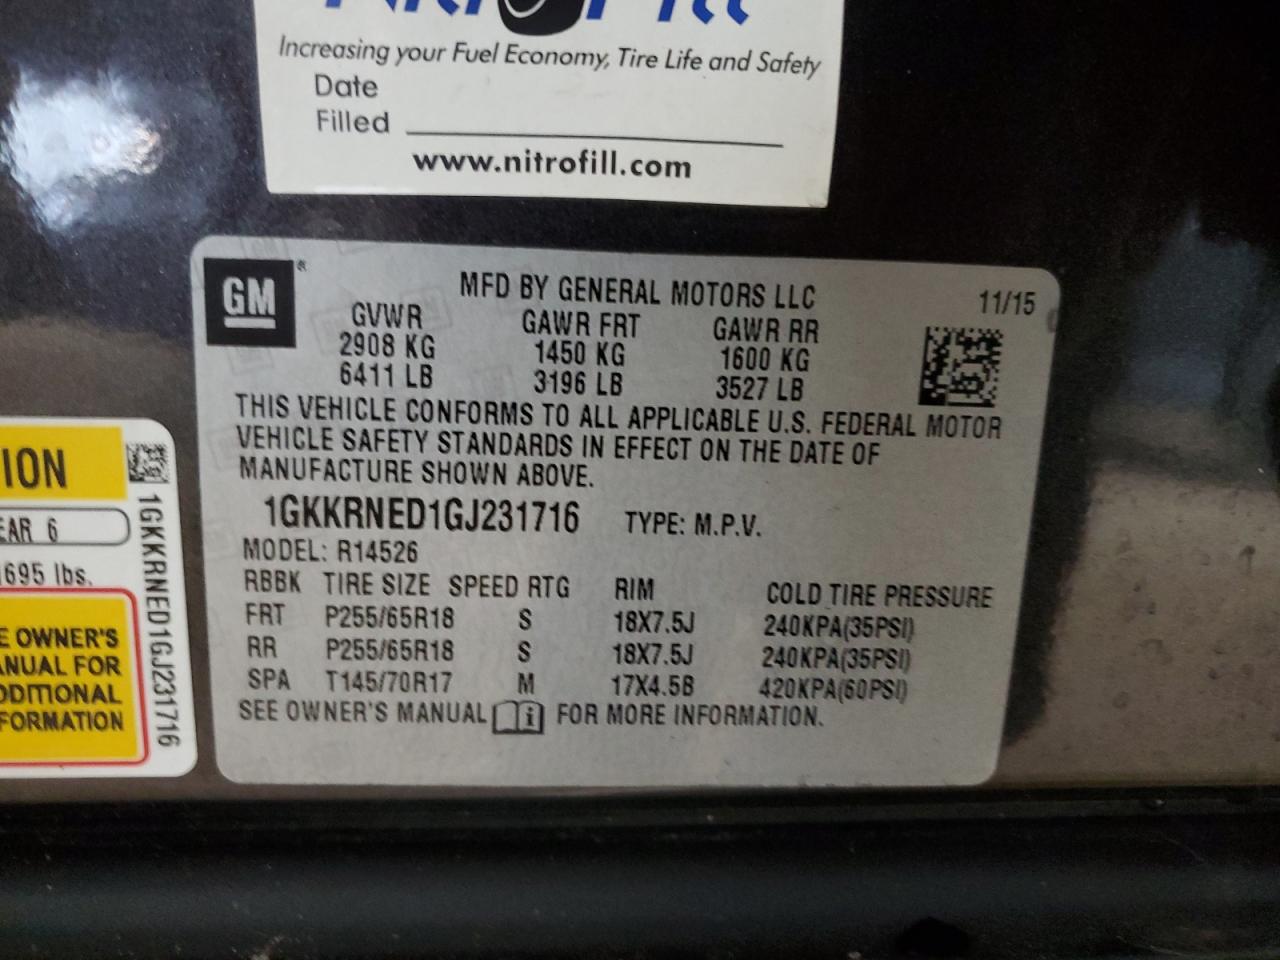 Increasing your Fuel Economy, Tire Life and Safety
Date
Filled
www.nitrofill.com
GM®
MFD BY GENERAL MOTORS LLC
11/15
GVWR GAWR FRT GAWR RR
2908 KG 1450 KG 1600 KG
6411 LB 3196 LB 3527 LB
THIS VEHICLE CONFORMS TO ALL APPLICABLE U.S. FEDERAL MOTOR
VEHICLE SAFETY STANDARDS IN EFFECT ON THE DATE OF
MANUFACTURE SHOWN ABOVE.
1GKKRNED1GJ231716 TYPE: M.P.V.
MODEL: R14526
RBBK TIRE SIZE SPEED RTG RIM COLD TIRE PRESSURE
FRT P255/65R18 S 18X7.5J 240KPA(35PSI)
RR P255/65R18 S 18X7.5J 240KPA(35PSI)
SPA T145/70R17 M 17X4.5B 420KPA(60PSI)
SEE OWNER'S MANUAL i FOR MORE INFORMATION.
ION
EAR 6
695 lbs.
E OWNER'S
ANUAL FOR
DDITIONAL
FORMATION
1GKKRNED1GJ231716